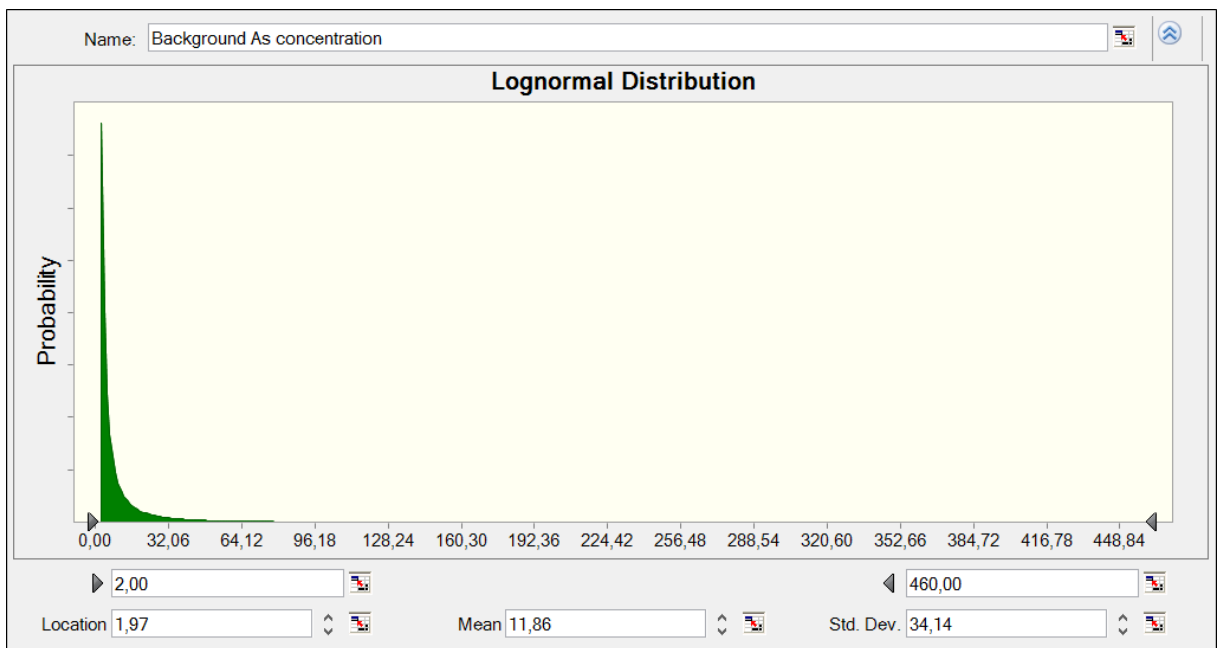 Name: Background As concentration
Lognormal Distribution
Probability
0,00 32,06 64,12 96,18 128,24 160,30 192,36 224,42 256,48 288,54 320,60 352,66 384,72 416,78 448,84
2,00 460,00
Location 1,97 Mean 11,86 Std. Dev. 34,14